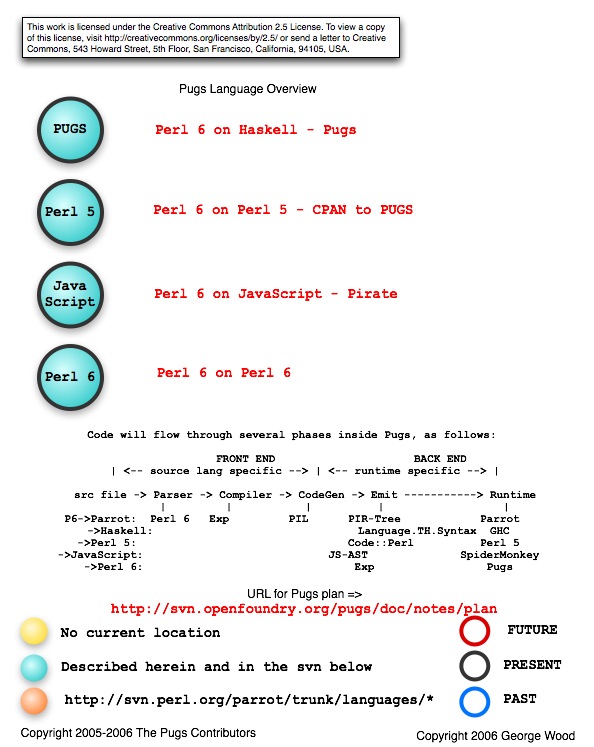 This work is licensed under the Creative Commons Attribution 2.5 License. To view a copy
of this license, visit http://creativecommons.org/licenses/by/2.5/ or send a letter to Creative
Commons, 543 Howard Street, 5th Floor, San Francisco, California, 94105, USA.
Pugs Language Overview
PUGS Perl 6 on Haskell - Pugs
Perl 5 Perl 6 on Perl 5 - CPAN to PUGS
Java
Script Perl 6 on JavaScript - Pirate
Perl 6 Perl 6 on Perl 6
Code will flow through several phases inside Pugs, as follows:
FRONT END BACK END
| <-- source lang specific --> | <-- runtime specific --> |
src file -> Parser -> Compiler -> CodeGen -> Emit -----------> Runtime
| | | | |
P6->Parrot: Perl 6 Exp PIL PIR-Tree Parrot
->Haskell: Language.TH.Syntax GHC
->Perl 5: Code::Perl Perl 5
->JavaScript: JS-AST SpiderMonkey
->Perl 6: Exp Pugs
URL for Pugs plan =>
http://svn.openfoundry.org/pugs/doc/notes/plan
No current location FUTURE
Described herein and in the svn below PRESENT
http://svn.perl.org/parrot/trunk/languages/* PAST
Copyright 2005-2006 The Pugs Contributors Copyright 2006 George Wood